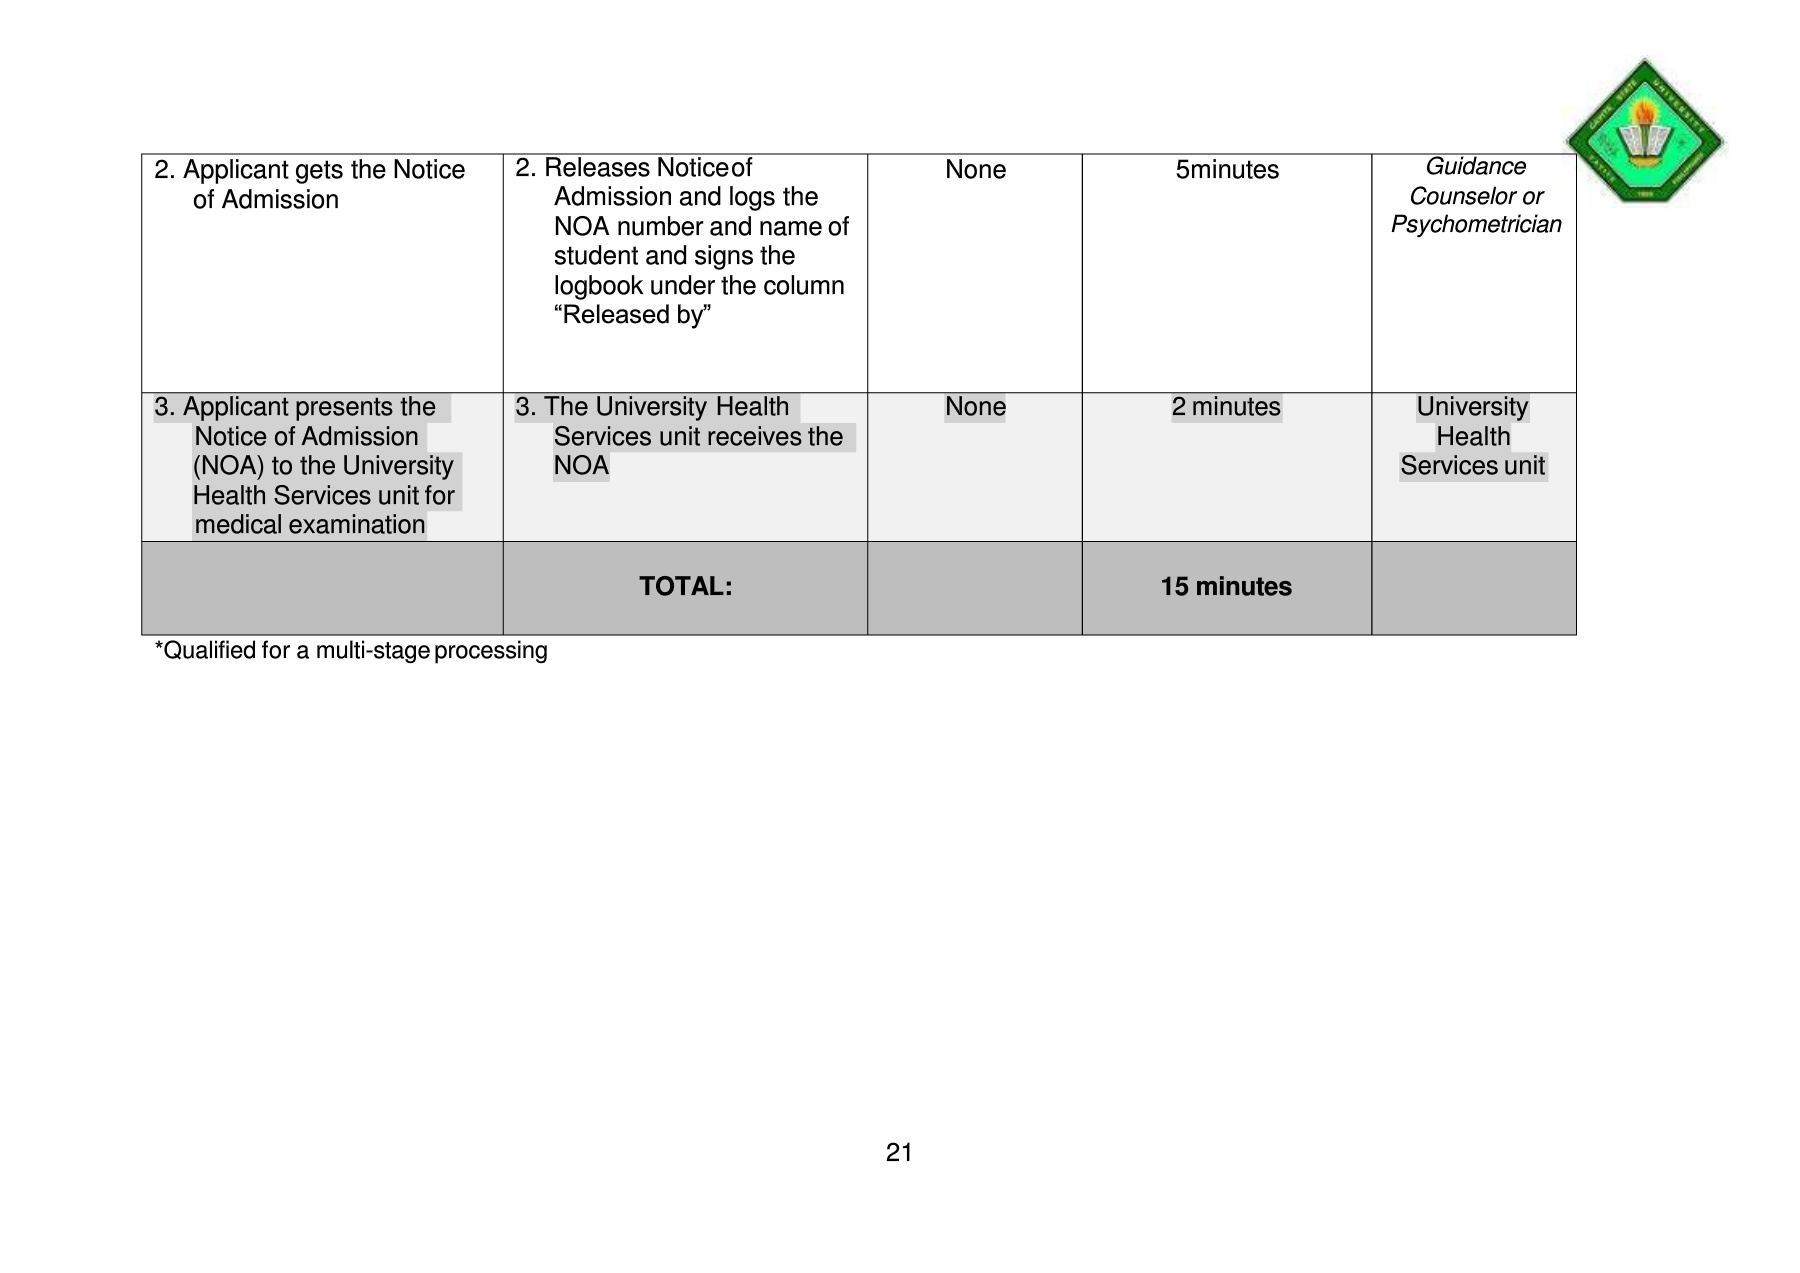 CAVITE STATE UNIVERSITY
2. Applicant gets the Notice
of Admission
2. Releases Notice of
Admission and logs the
NOA number and name of
student and signs the
logbook under the column
“Released by”
None
5minutes
Guidance
Counselor or
Psychometrician
3. Applicant presents the
Notice of Admission
(NOA) to the University
Health Services unit for
medical examination
3. The University Health
Services unit receives the
NOA
None
2 minutes
University
Health
Services unit
TOTAL:
15 minutes
*Qualified for a multi-stage processing
21